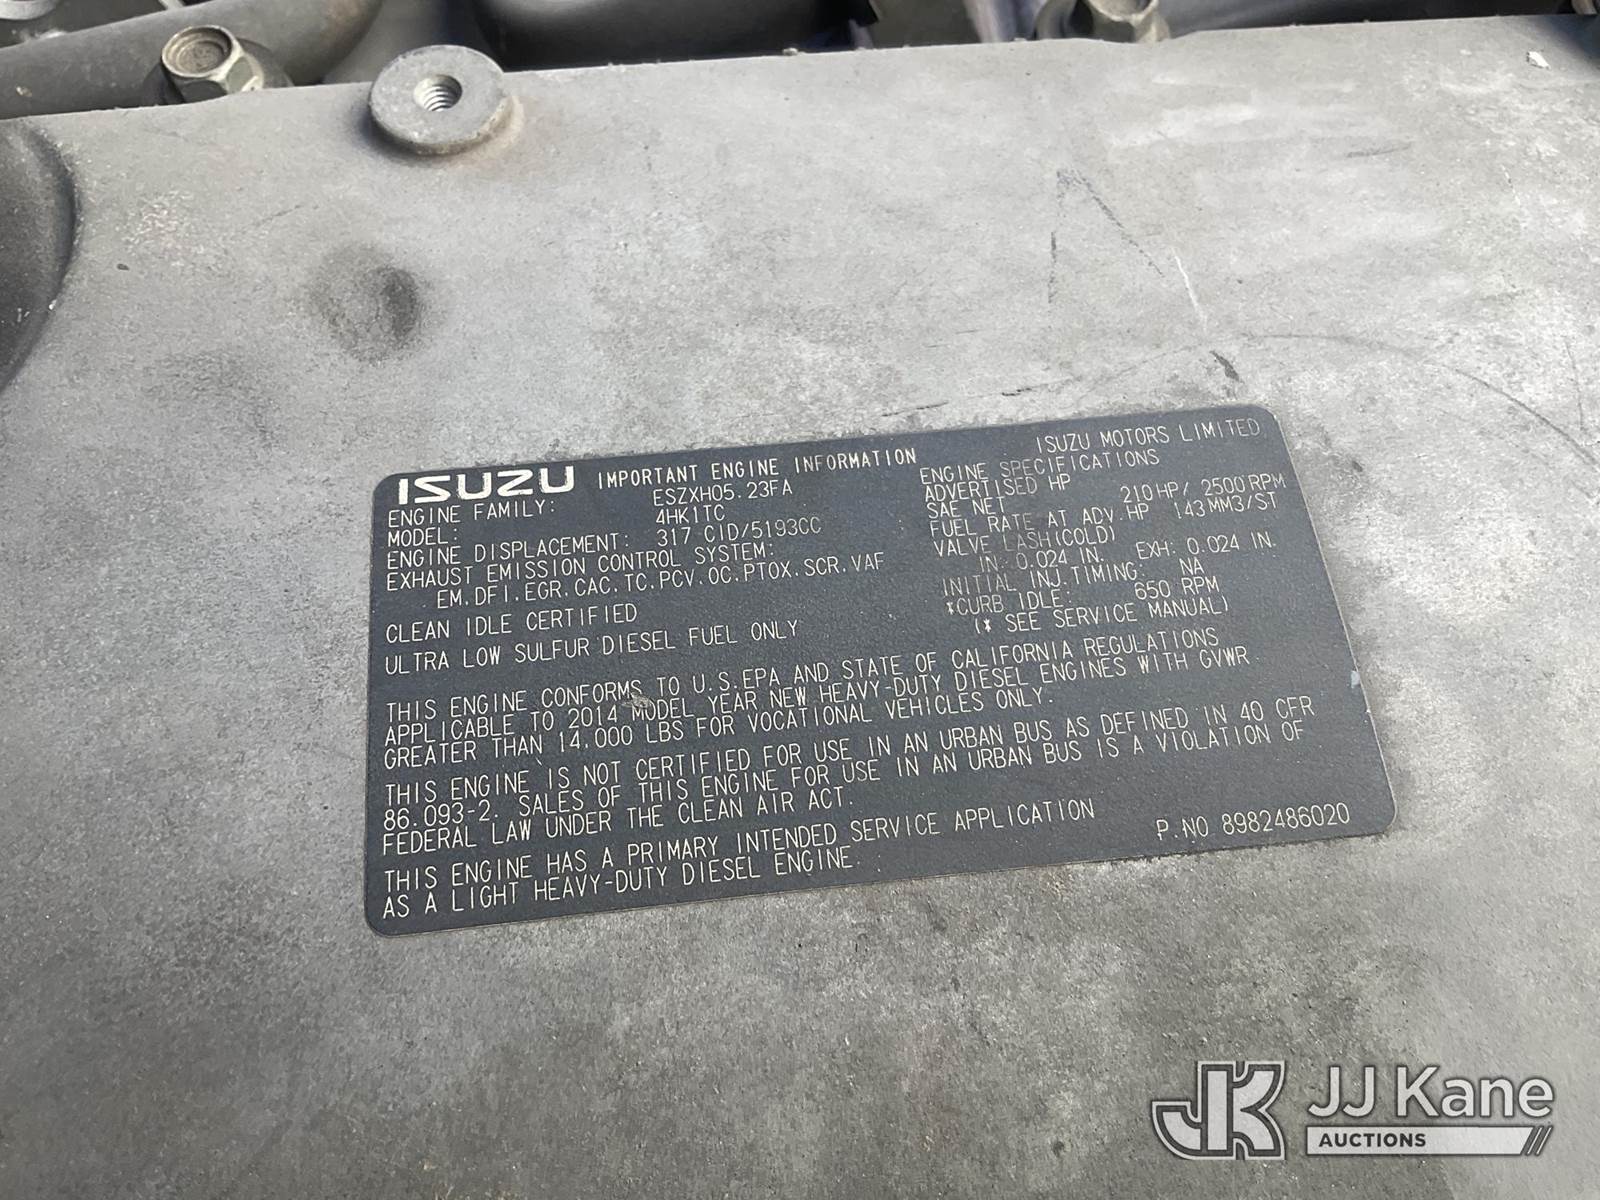 ISUZU IMPORTANT ENGINE INFORMATION
ENGINE FAMILY: ESZXH05.23FA
MODEL: 4HK1TC
ENGINE DISPLACEMENT: 317 CID/5193CC
EXHAUST EMISSION CONTROL SYSTEM:
EM.DFI.EGR.CAC.TC.PCV.OC.PTOX.SCR.VAF
CLEAN IDLE CERTIFIED
ULTRA LOW SULFUR DIESEL FUEL ONLY
ISUZU MOTORS LIMITED
ENGINE SPECIFICATIONS
ADVERTISED HP
SAE NET 210HP/ 2500RPM
FUEL RATE AT ADV.HP 143MM3/ST
VALVE LASH(COLD)
IN: 0.024 IN. EXH: 0.024 IN.
INITIAL INJ.TIMING: NA
*CURB IDLE: 650 RPM
(* SEE SERVICE MANUAL)
THIS ENGINE CONFORMS TO U.S.EPA AND STATE OF CALIFORNIA REGULATIONS
APPLICABLE TO 2014 MODEL YEAR NEW HEAVY-DUTY DIESEL ENGINES WITH GVWR
GREATER THAN 14.000 LBS FOR VOCATIONAL VEHICLES ONLY.
THIS ENGINE IS NOT CERTIFIED FOR USE IN AN URBAN BUS AS DEFINED IN 40 CFR
86.093-2. SALES OF THIS ENGINE FOR USE IN AN URBAN BUS IS A VIOLATION OF
FEDERAL LAW UNDER THE CLEAN AIR ACT.
THIS ENGINE HAS A PRIMARY INTENDED SERVICE APPLICATION
AS A LIGHT HEAVY-DUTY DIESEL ENGINE.
P.NO 8982486020
JK JJ Kane
AUCTIONS